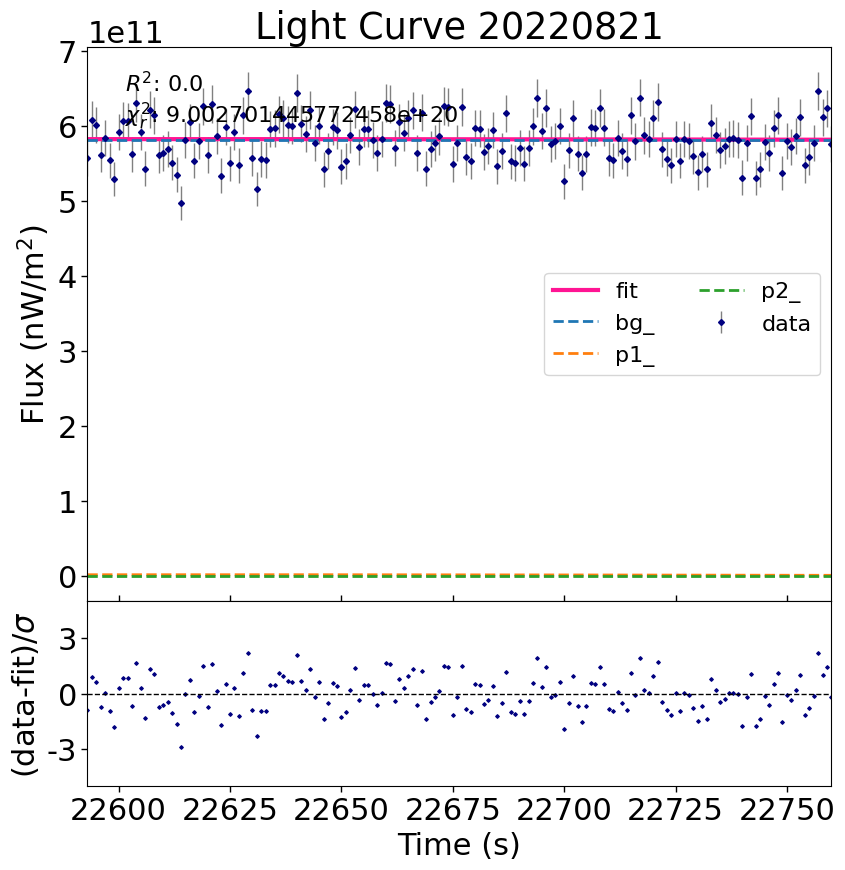 Light Curve 20220821
1e11
R²: 0.0
χ²ᵣ: 9.002701445772458e+20
7
6
5
4
3
2
1
0
Flux (nW/m²)
fit
bg_
p1_
p2_
data
3
0
-3
(data-fit)/σ
22600 22625 22650 22675 22700 22725 22750
Time (s)